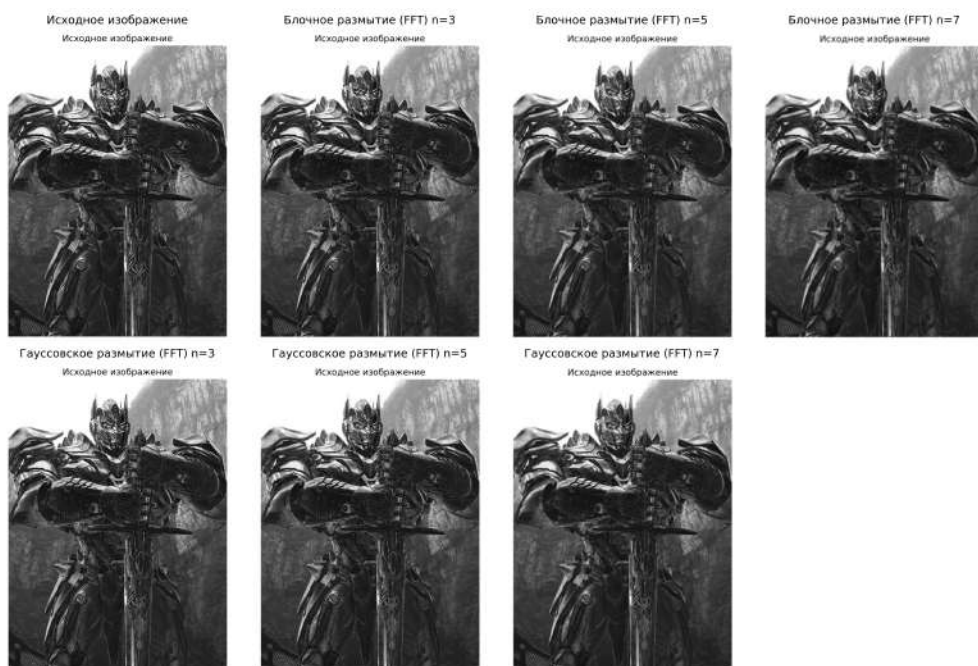 Исходное изображение
Блочное размытие (FFT) n=3
Блочное размытие (FFT) n=5
Блочное размытие (FFT) n=7
Исходное изображение
Исходное изображение
Исходное изображение
Исходное изображение
Гауссовское размытие (FFT) n=3
Гауссовское размытие (FFT) n=5
Гауссовское размытие (FFT) n=7
Исходное изображение
Исходное изображение
Исходное изображение